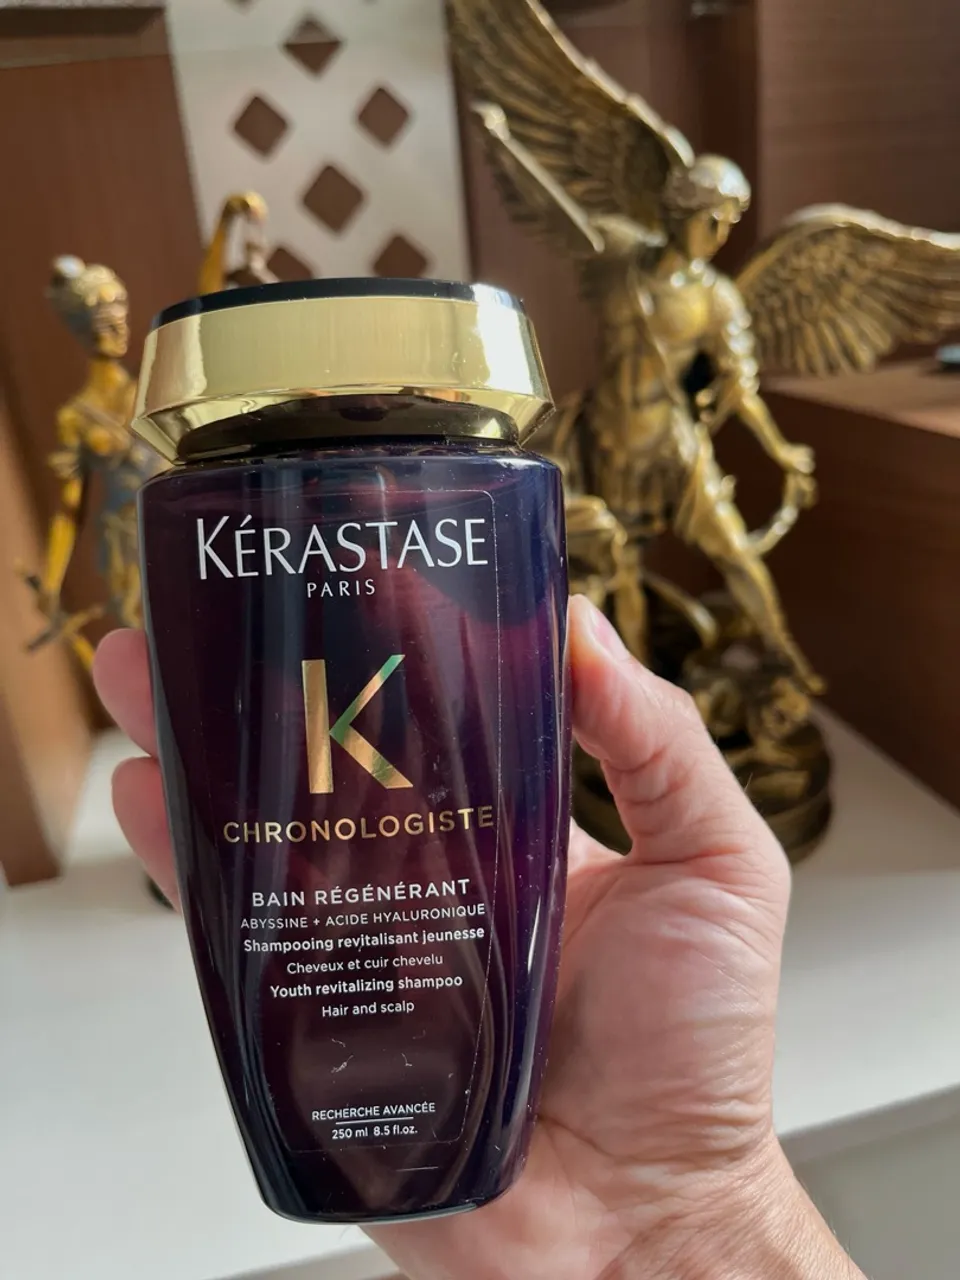 KÉRASTASE
PARIS
K
CHRONOLOGISTE
BAIN RÉGÉNÉRANT
ABYSSINE + ACIDE HYALURONIQUE
Shampooing revitalisant jeunesse
Cheveux et cuir chevelu
Youth revitalizing shampoo
Hair and scalp
RECHERCHE AVANCÉE
250 ml 8.5 fl.oz.